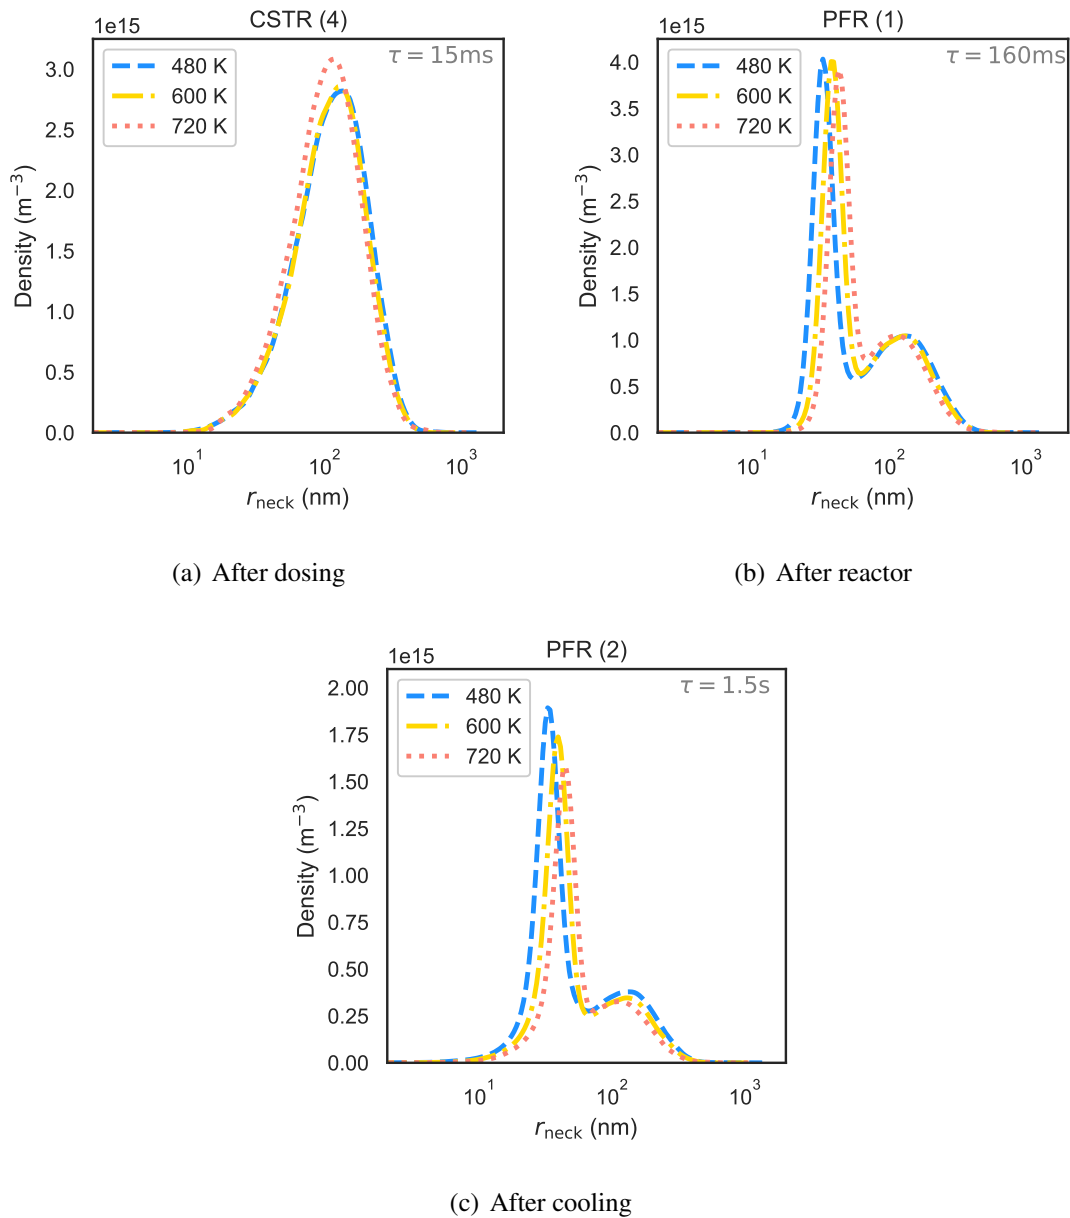 1e15
CSTR (4)
τ = 15ms
480 K
600 K
720 K
3.0
2.5
2.0
1.5
1.0
0.5
0.0
Density (m⁻³)
10¹ 10² 10³
r_neck (nm)
(a) After dosing
1e15
PFR (1)
τ = 160ms
480 K
600 K
720 K
4.0
3.5
3.0
2.5
2.0
1.5
1.0
0.5
0.0
Density (m⁻³)
10¹ 10² 10³
r_neck (nm)
(b) After reactor
1e15
PFR (2)
τ = 1.5s
480 K
600 K
720 K
2.00
1.75
1.50
1.25
1.00
0.75
0.50
0.25
0.00
Density (m⁻³)
10¹ 10² 10³
r_neck (nm)
(c) After cooling